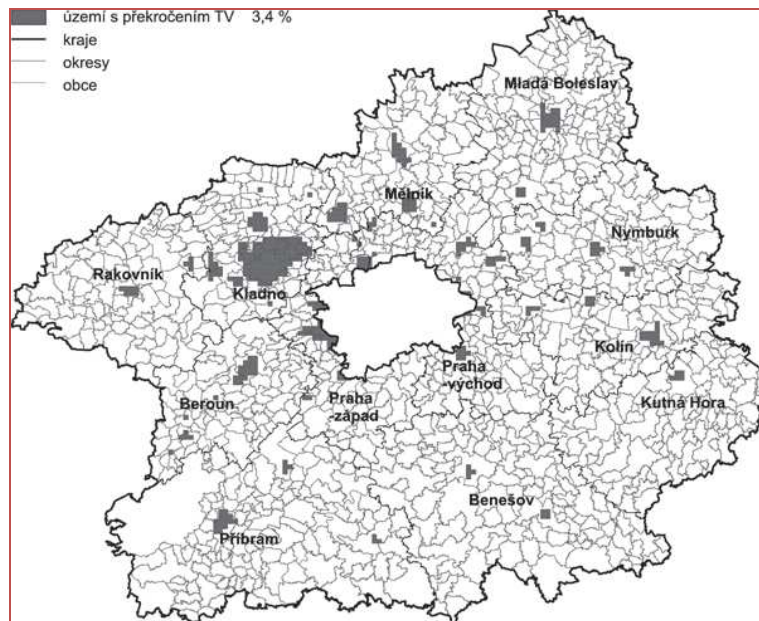 území s překročením TV 3,4 %
kraje
okresy
obce
Mladá Boleslav
Mělník
Nymburk
Rakovník
Kladno
Kolín
Praha
-východ
Praha
-západ
Beroun
Kutná Hora
Benešov
Příbram